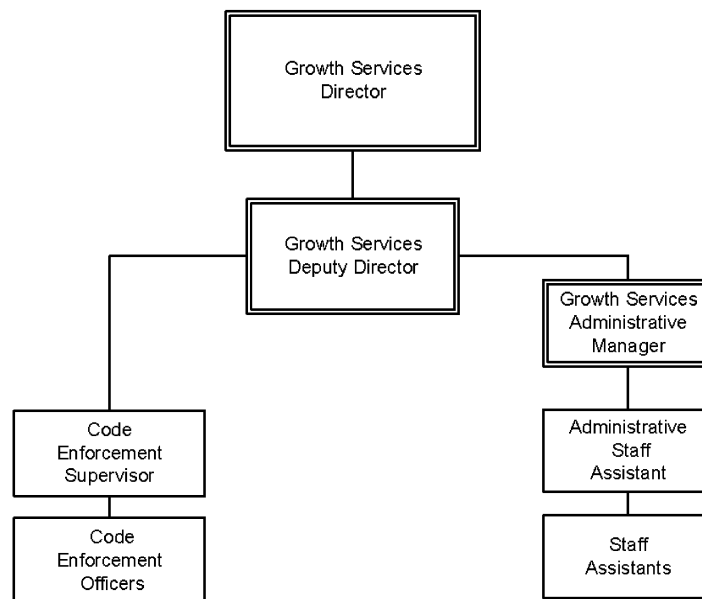 Growth Services
Director
Growth Services
Deputy Director
Growth Services
Administrative
Manager
Code
Enforcement
Supervisor
Administrative
Staff
Assistant
Code
Enforcement
Officers
Staff
Assistants